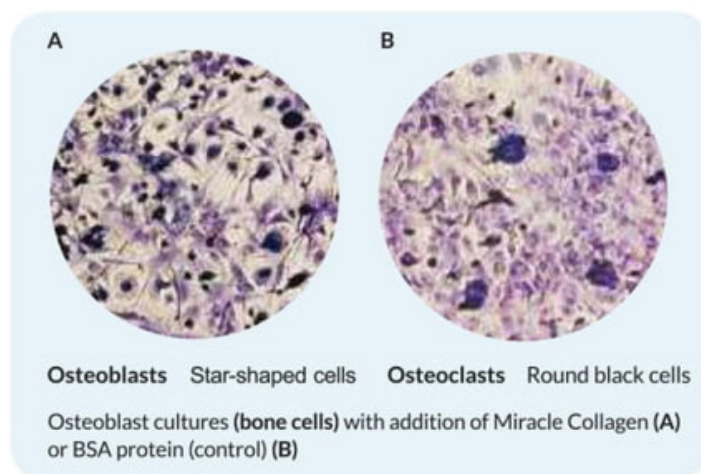 A
B
Osteoblasts Star-shaped cells Osteoclasts Round black cells
Osteoblast cultures (bone cells) with addition of Miracle Collagen (A)
or BSA protein (control) (B)